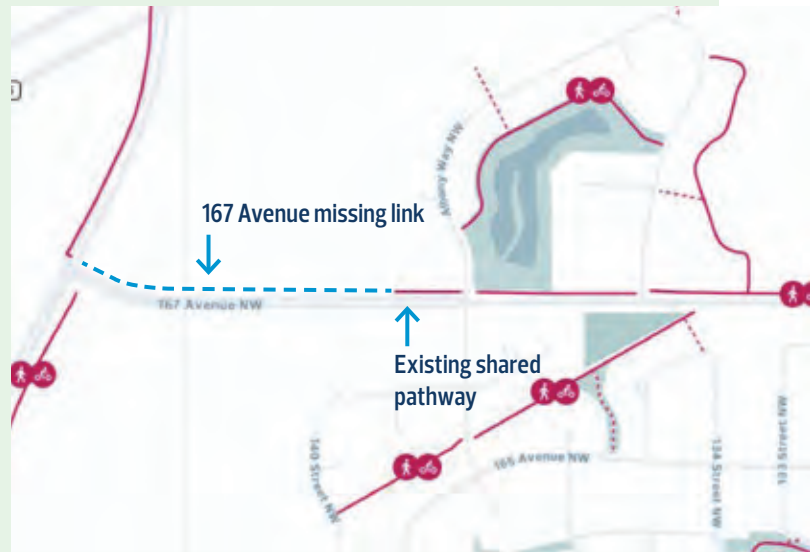 Albany Way NW
167 Avenue missing link
167 Avenue NW
Existing shared
pathway
140 Street NW
165 Avenue NW
134 Street NW
133 Street NW